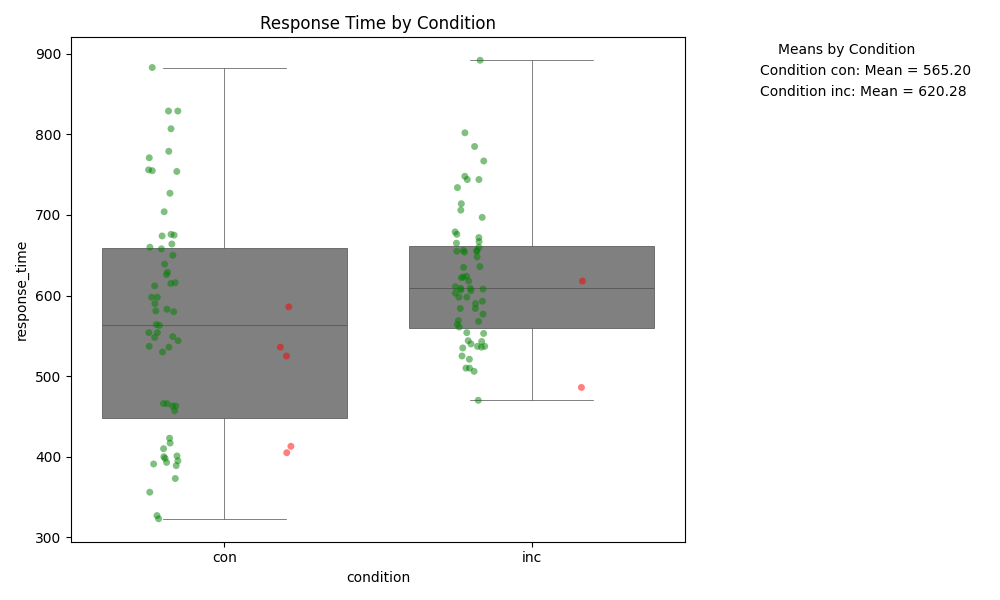 Response Time by Condition
Means by Condition
Condition con: Mean = 565.20
Condition inc: Mean = 620.28
response_time
900
800
700
600
500
400
300
con
inc
condition